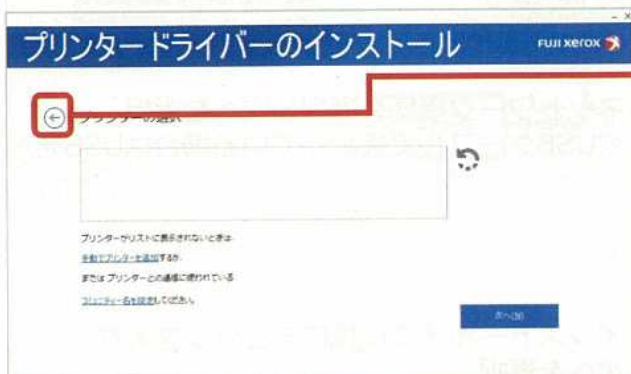 プリンタードライバーのインストール
FUJI xerox
プリンターの選択
プリンターがリストに表示されないときは、
手動でプリンターを追加するか、
または プリンターとの通信に使われている
コミュニティー名を設定してください。
次へ(N)